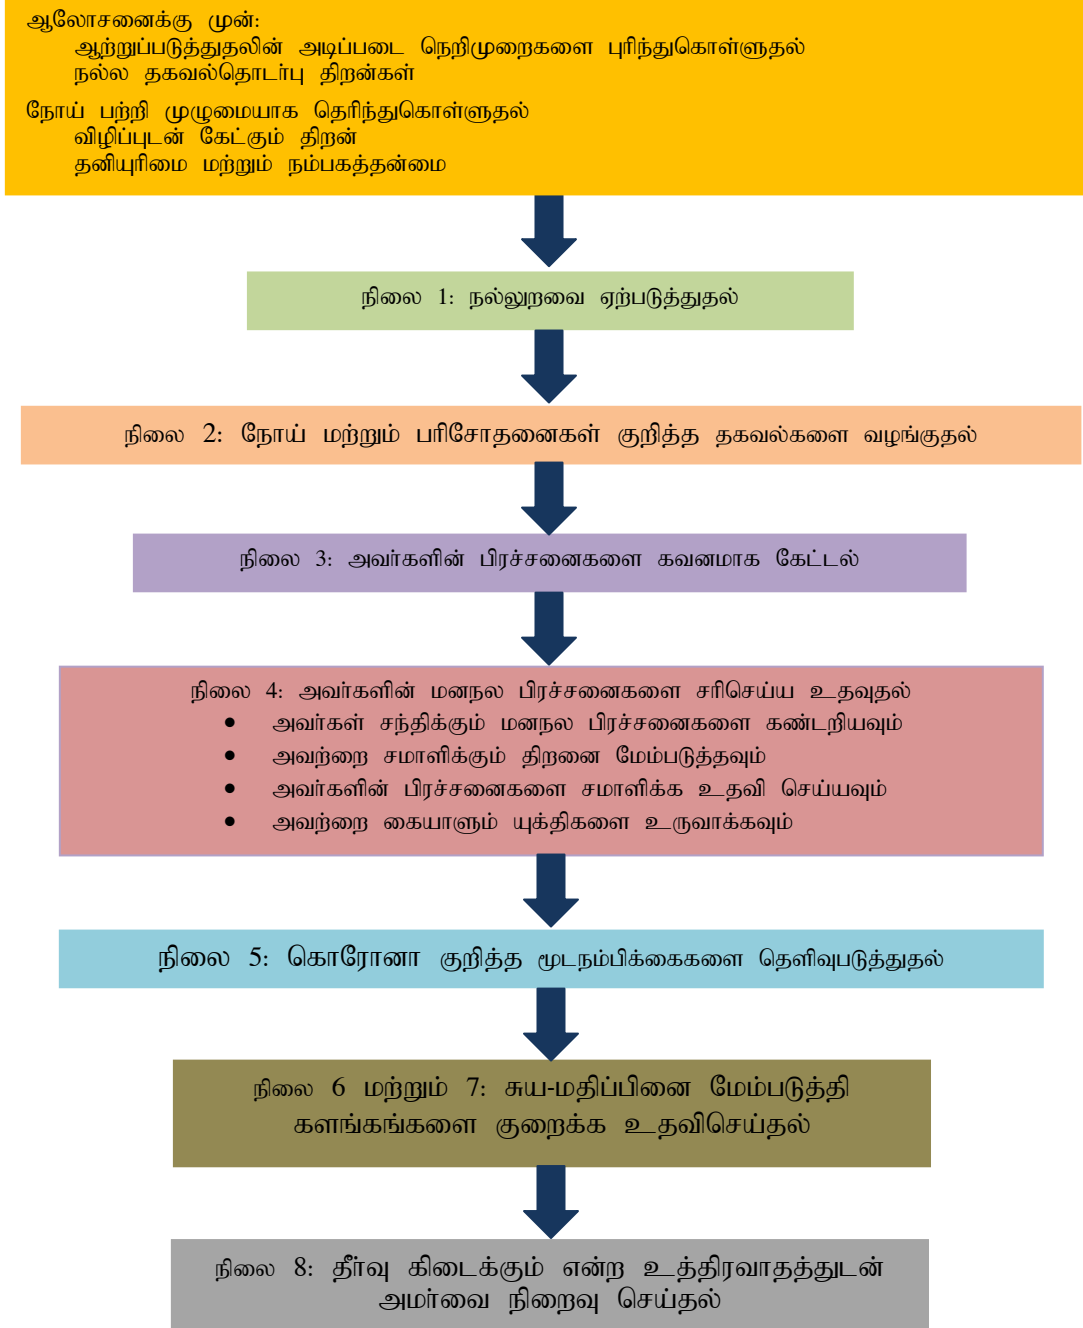 ஆலோசனைக்கு முன்:
ஆற்றுப்படுத்துதலின் அடிப்படை நெறிமுறைகளை புரிந்துகொள்ளுதல்
நல்ல தகவல்தொடர்பு திறன்கள்
நோய் பற்றி முழுமையாக தெரிந்துகொள்ளுதல்
விழிப்புடன் கேட்கும் திறன்
தனியுரிமை மற்றும் நம்பகத்தன்மை
நிலை 1: நல்லுறவை ஏற்படுத்துதல்
நிலை 2: நோய் மற்றும் பரிசோதனைகள் குறித்த தகவல்களை வழங்குதல்
நிலை 3: அவர்களின் பிரச்சனைகளை கவனமாக கேட்டல்
நிலை 4: அவர்களின் மனநல பிரச்சனைகளை சரிசெய்ய உதவுதல்
• அவர்கள் சந்திக்கும் மனநல பிரச்சனைகளை கண்டறியவும்
• அவற்றை சமாளிக்கும் திறனை மேம்படுத்தவும்
• அவர்களின் பிரச்சனைகளை சமாளிக்க உதவி செய்யவும்
• அவற்றை கையாளும் யுக்திகளை உருவாக்கவும்
நிலை 5: கொரோனா குறித்த மூடநம்பிக்கைகளை தெளிவுபடுத்துதல்
நிலை 6 மற்றும் 7: சுய-மதிப்பினை மேம்படுத்தி
களங்கங்களை குறைக்க உதவிசெய்தல்
நிலை 8: தீர்வு கிடைக்கும் என்ற உத்திரவாதத்துடன்
அமர்வை நிறைவு செய்தல்